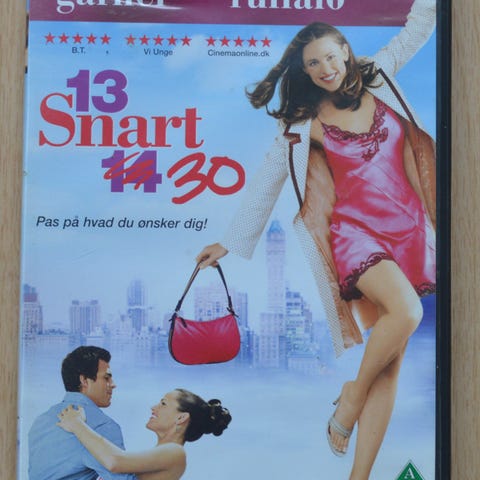 garner ruffalo
★★★★★ ★★★★★ ★★★★★
B.T. Vi Unge Cinemaonline.dk
13
Snart
14 30
Pas på hvad du ønsker dig!
A